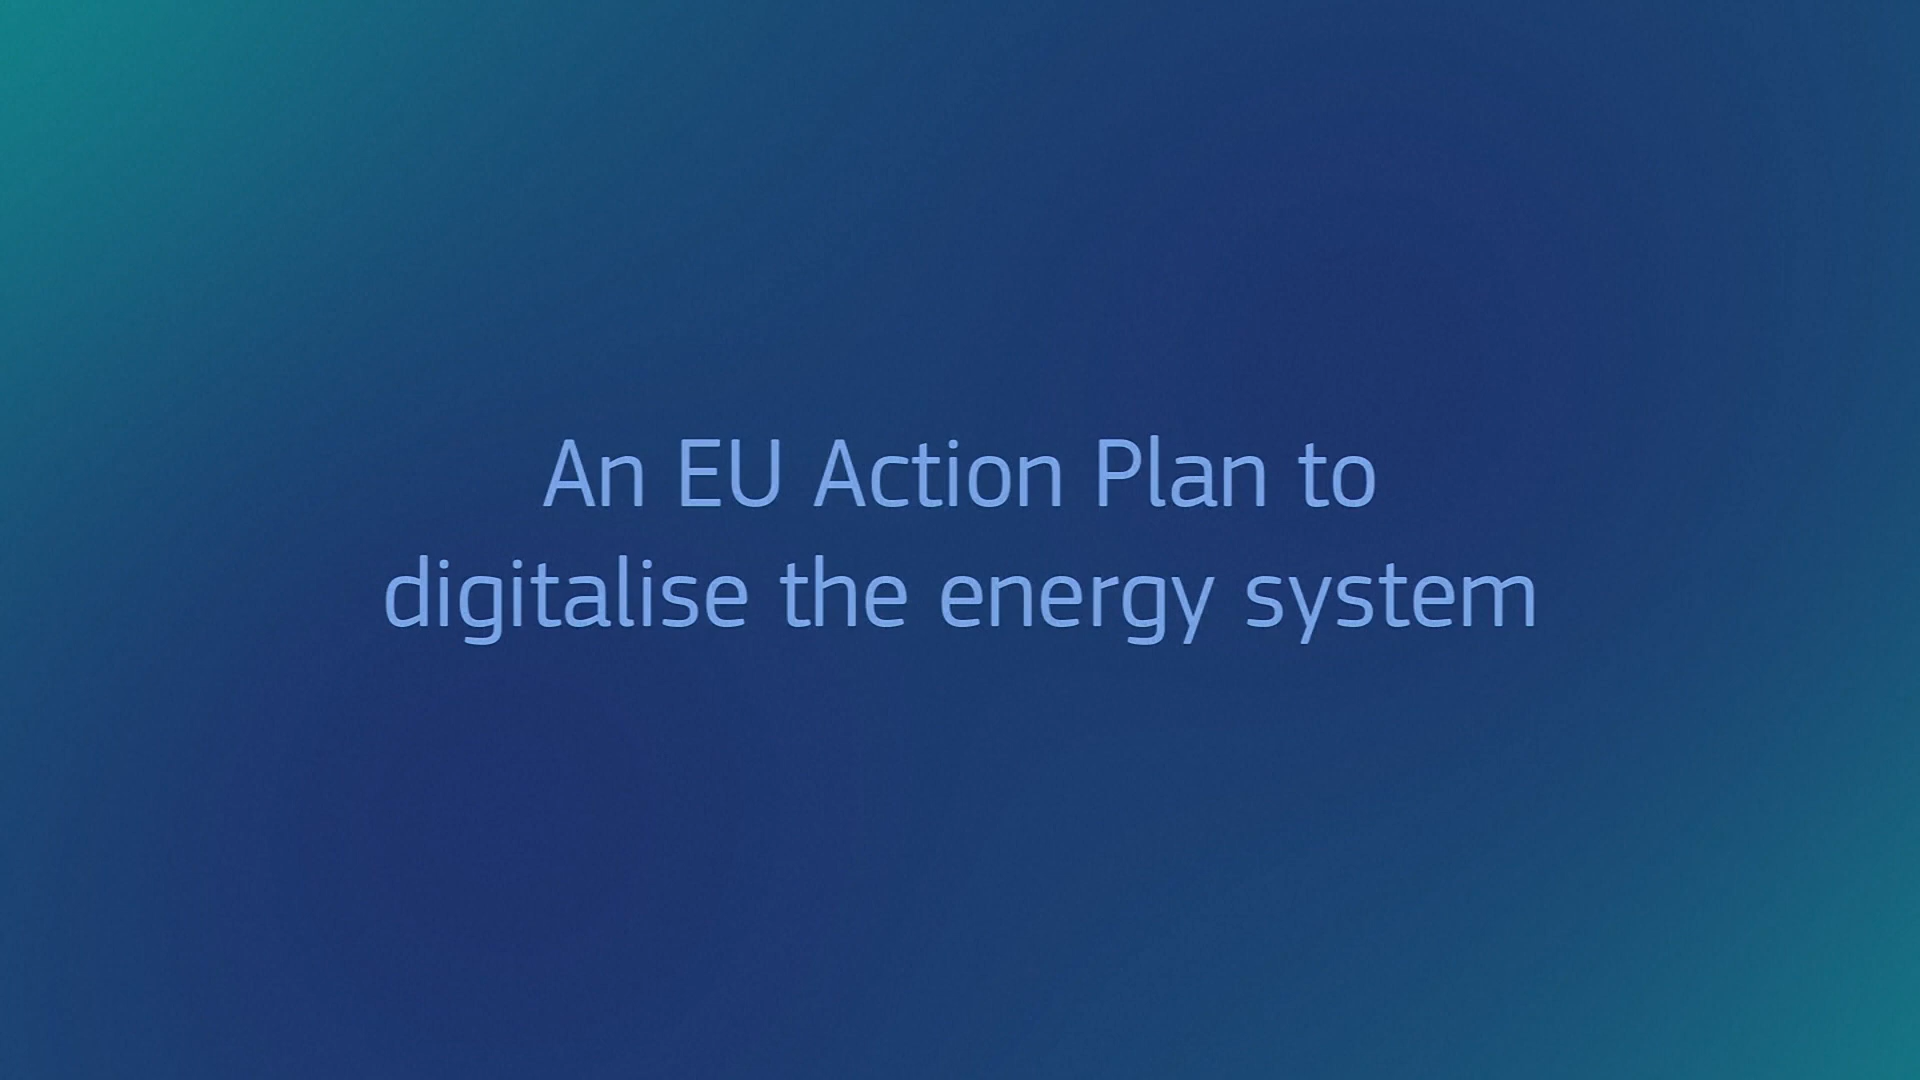 An EU Action Plan to
digitalise the energy system